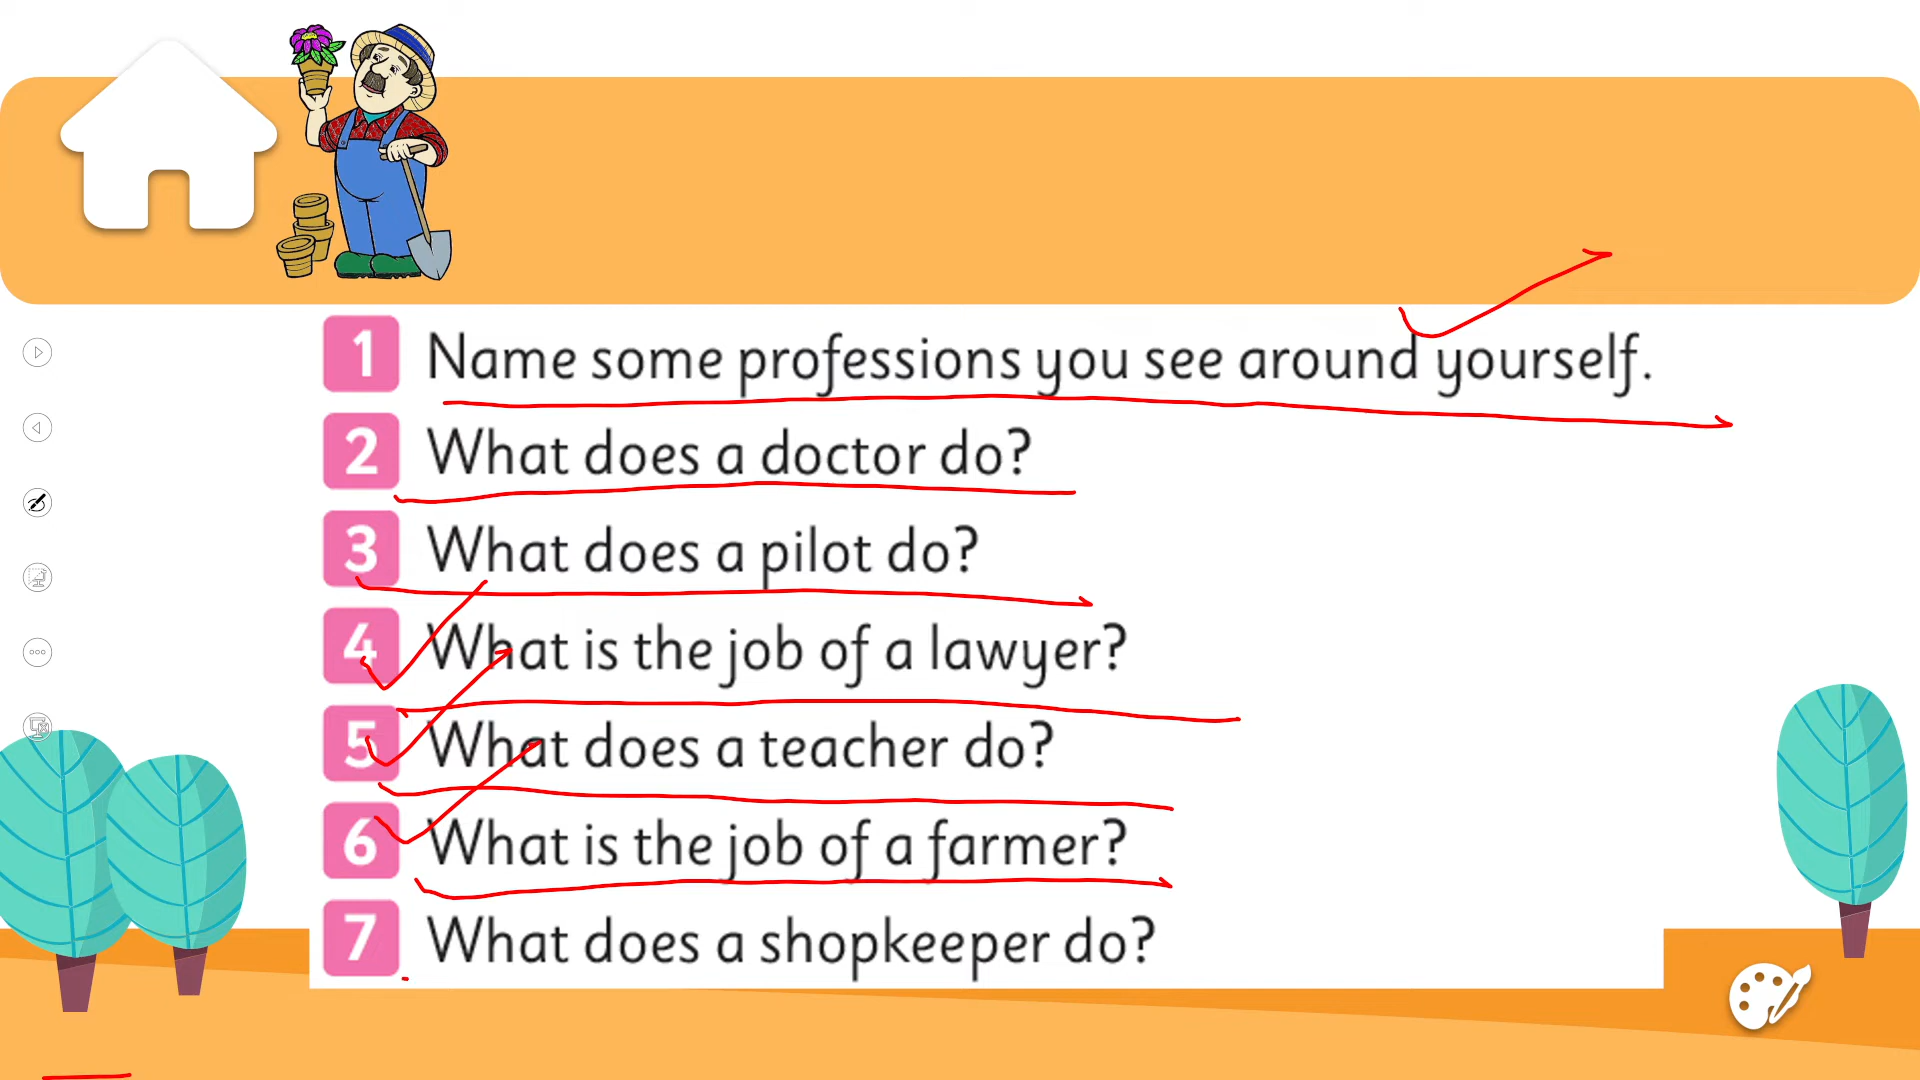 1 Name some professions you see around yourself.
2 What does a doctor do?
3 What does a pilot do?
4 What is the job of a lawyer?
5 What does a teacher do?
6 What is the job of a farmer?
7 What does a shopkeeper do?